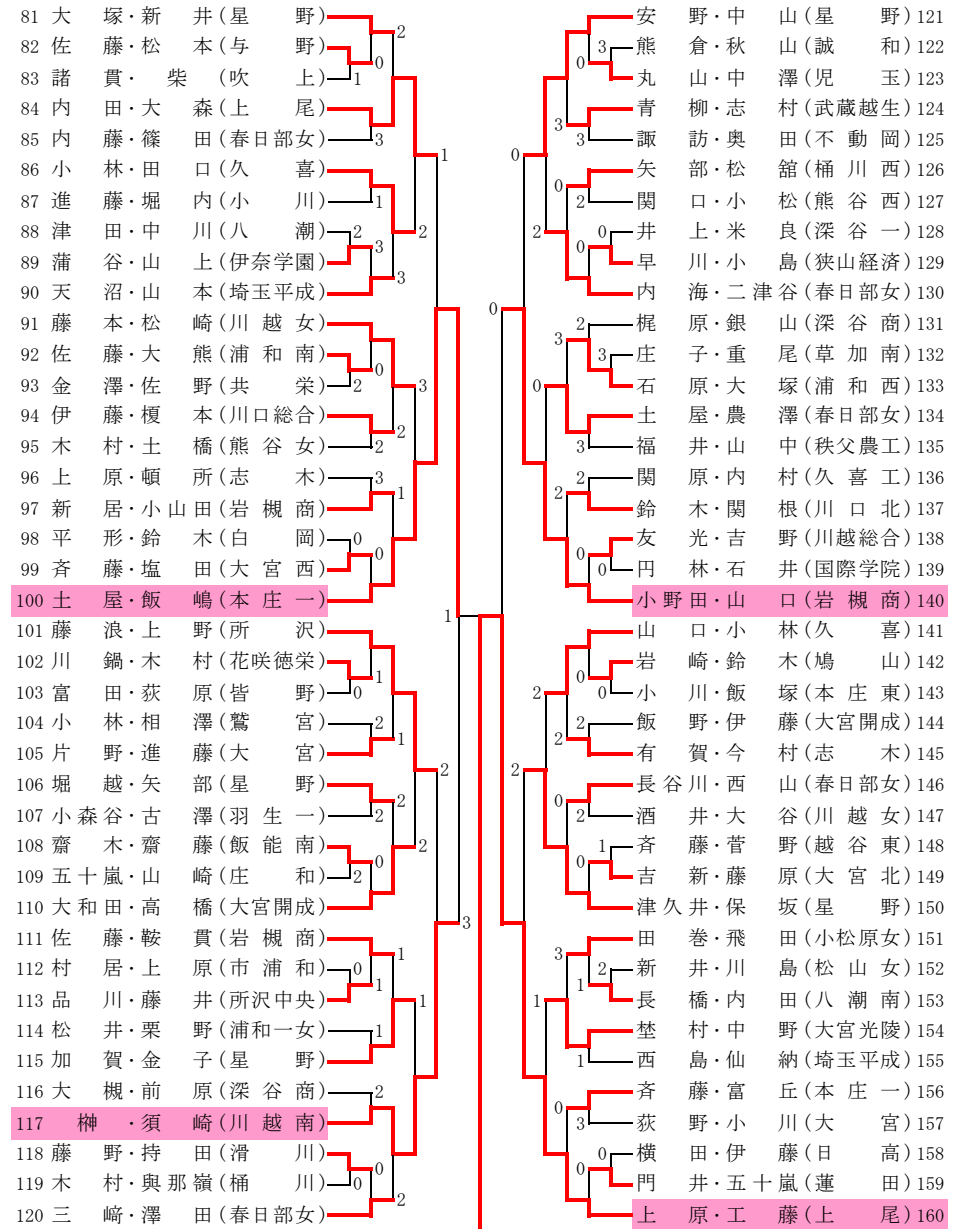 81 大塚・新井(星野)
82 佐藤・松本(与野)
83 諸貫・柴(吹上)
84 内田・大森(上尾)
85 内藤・篠田(春日部女)
86 小林・田口(久喜)
87 進藤・堀内(小川)
88 津田・中川(八潮)
89 蒲谷・山上(伊奈学園)
90 天沼・山本(埼玉平成)
91 藤本・松崎(川越女)
92 佐藤・大熊(浦和南)
93 金澤・佐野(共栄)
94 伊藤・榎本(川口総合)
95 木村・土橋(熊谷女)
96 上原・頓所(志木)
97 新居・小山田(岩槻商)
98 平形・鈴木(白岡)
99 斉藤・塩田(大宮西)
100 土屋・飯嶋(本庄一)
101 藤浪・上野(所沢)
102 川鍋・木村(花咲徳栄)
103 富田・荻原(皆野)
104 小林・相澤(鷲宮)
105 片野・進藤(大宮)
106 堀越・矢部(星野)
107 小森谷・古澤(羽生一)
108 齋木・齋藤(飯能南)
109 五十嵐・山崎(庄和)
110 大和田・高橋(大宮開成)
111 佐藤・鞍貫(岩槻商)
112 村居・上原(市浦和)
113 品川・藤井(所沢中央)
114 松井・栗野(浦和一女)
115 加賀・金子(星野)
116 大槻・前原(深谷商)
117 榊・須崎(川越南)
118 藤野・持田(滑川)
119 木村・與那嶺(桶川)
120 三﨑・澤田(春日部女)
安野・中山(星野)121
熊倉・秋山(誠和)122
丸山・中澤(児玉)123
青柳・志村(武蔵越生)124
諏訪・奥田(不動岡)125
矢部・松舘(桶川西)126
関口・小松(熊谷西)127
井上・米良(深谷一)128
早川・小島(狭山経済)129
内海・二津谷(春日部女)130
梶原・銀山(深谷商)131
庄子・重尾(草加南)132
石原・大塚(浦和西)133
土屋・農澤(春日部女)134
福井・山中(秩父農工)135
関原・内村(久喜工)136
鈴木・関根(川口北)137
友光・吉野(川越総合)138
円林・石井(国際学院)139
小野田・山口(岩槻商)140
山口・小林(久喜)141
岩崎・鈴木(鳩山)142
小川・飯塚(本庄東)143
飯野・伊藤(大宮開成)144
有賀・今村(志木)145
長谷川・西山(春日部女)146
酒井・大谷(川越女)147
斉藤・菅野(越谷東)148
吉新・藤原(大宮北)149
津久井・保坂(星野)150
田巻・飛田(小松原女)151
新井・川島(松山女)152
長橋・内田(八潮南)153
埜村・中野(大宮光陵)154
西島・仙納(埼玉平成)155
斉藤・富丘(本庄一)156
荻野・小川(大宮)157
横田・伊藤(日高)158
門井・五十嵐(蓮田)159
上原・工藤(上尾)160